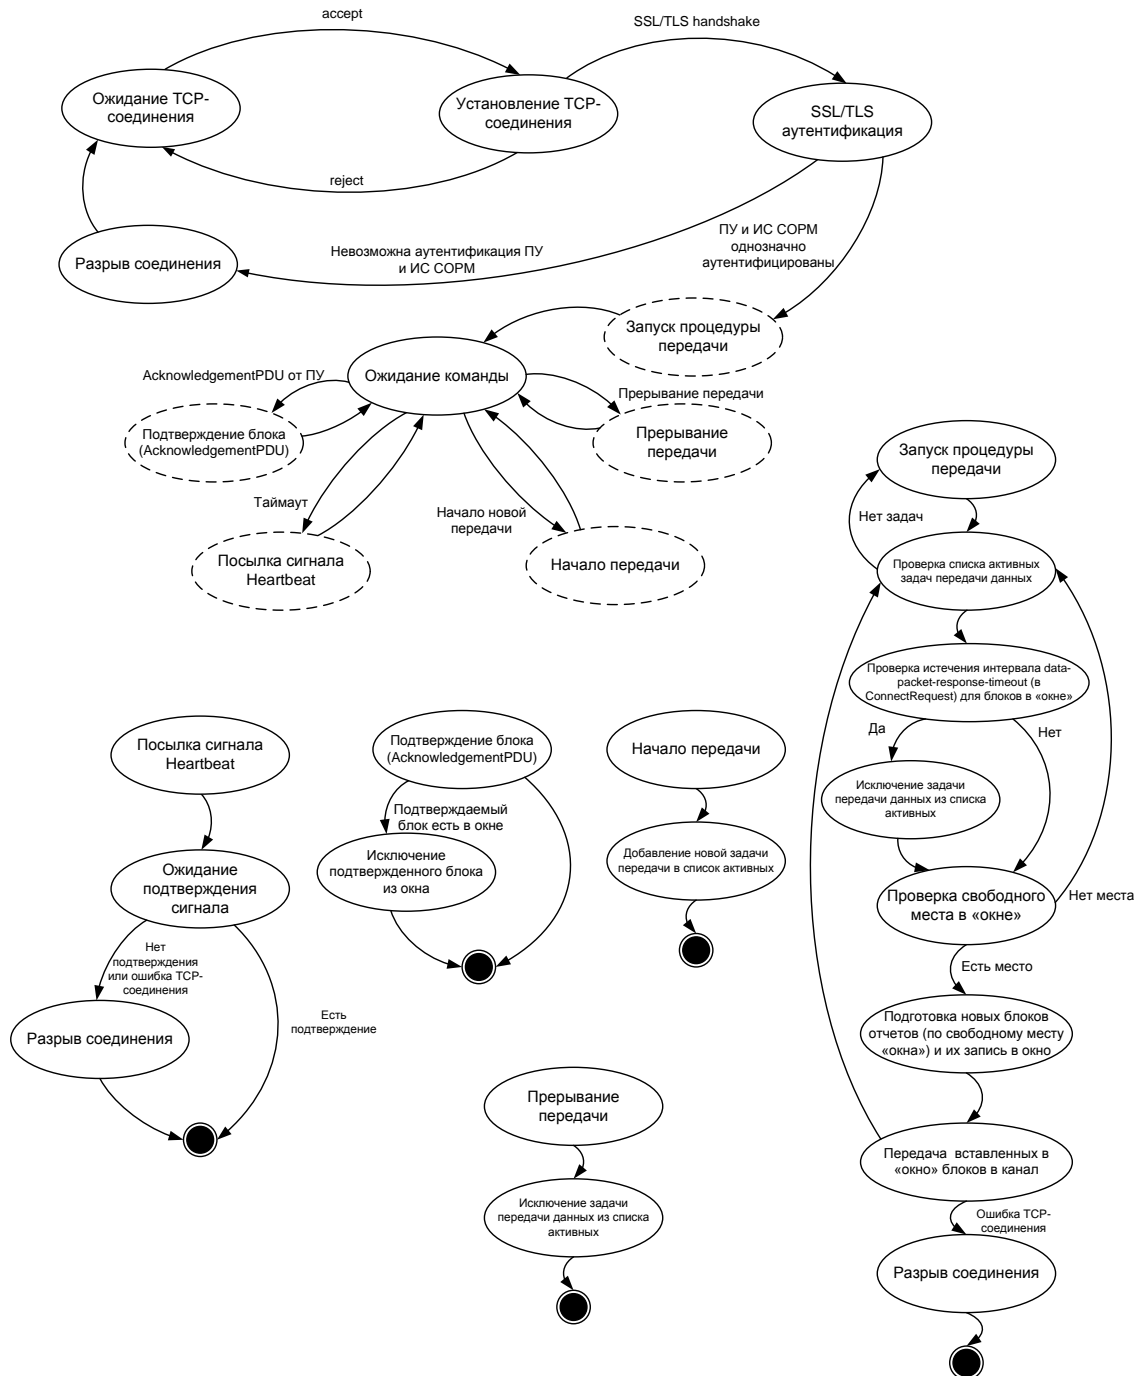 accept
SSL/TLS handshake
Ожидание TCP-
соединения
Установление TCP-
соединения
SSL/TLS
аутентификация
reject
Разрыв соединения
Невозможна аутентификация ПУ
и ИС СОРМ
ПУ и ИС СОРМ
однозначно
аутентифицированы
Запуск процедуры
передачи
Ожидание команды
AcknowledgementPDU от ПУ
Прерывание передачи
Подтверждение блока
(AcknowledgementPDU)
Прерывание
передачи
Таймаут
Начало новой
передачи
Посылка сигнала
Heartbeat
Начало передачи
Запуск процедуры
передачи
Нет задач
Проверка списка активных
задач передачи данных
Проверка истечения интервала data-
packet-response-timeout (в
ConnectRequest) для блоков в «окне»
Да
Нет
Исключение задачи
передачи данных из списка
активных
Проверка свободного
места в «окне»
Нет места
Есть место
Подготовка новых блоков
отчетов (по свободному месту
«окна») и их запись в окно
Передача вставленных в
«окно» блоков в канал
Ошибка TCP-
соединения
Разрыв соединения
Посылка сигнала
Heartbeat
Ожидание
подтверждения
сигнала
Нет
подтверждения
или ошибка TCP-
соединения
Есть
подтверждение
Разрыв соединения
Подтверждение блока
(AcknowledgementPDU)
Подтверждаемый
блок есть в окне
Исключение
подтвержденного блока
из окна
Начало передачи
Добавление новой задачи
передачи в список активных
Прерывание
передачи
Исключение задачи
передачи данных из списка
активных